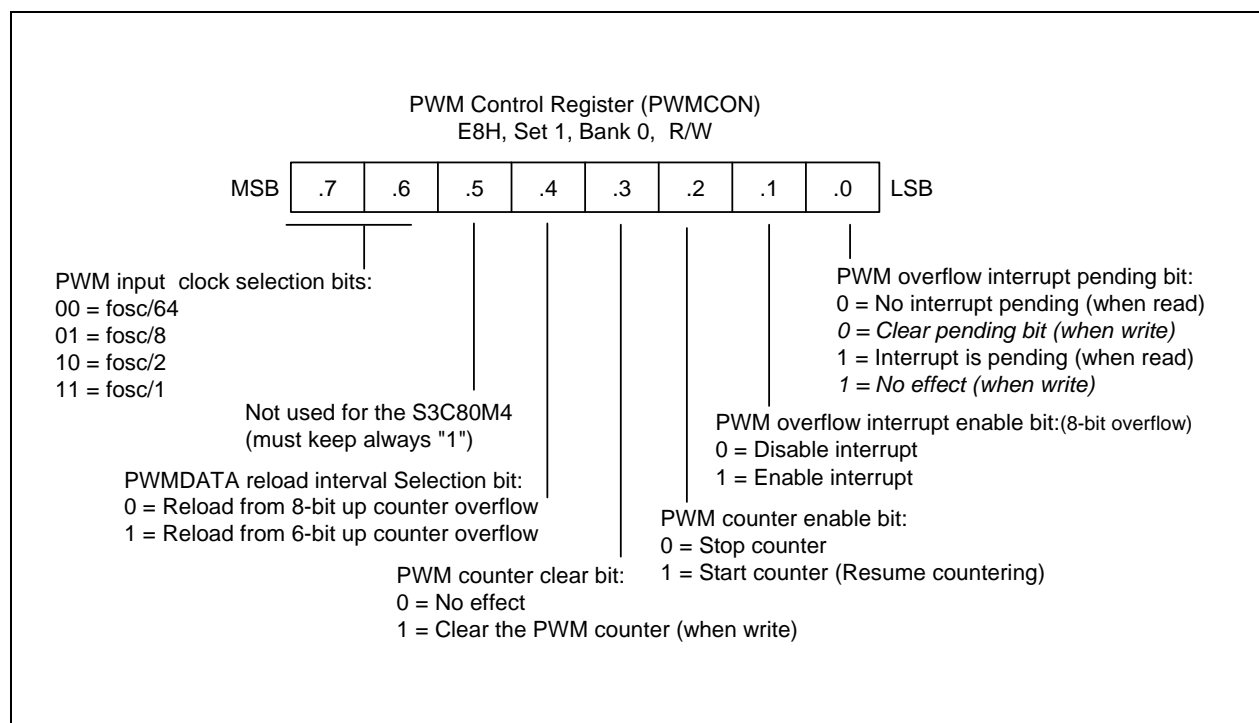 PWM Control Register (PWMCON)
E8H, Set 1, Bank 0, R/W
MSB .7 .6 .5 .4 .3 .2 .1 .0 LSB
PWM input clock selection bits:
00 = fosc/64
01 = fosc/8
10 = fosc/2
11 = fosc/1
Not used for the S3C80M4
(must keep always "1")
PWMDATA reload interval Selection bit:
0 = Reload from 8-bit up counter overflow
1 = Reload from 6-bit up counter overflow
PWM counter clear bit:
0 = No effect
1 = Clear the PWM counter (when write)
PWM counter enable bit:
0 = Stop counter
1 = Start counter (Resume countering)
PWM overflow interrupt enable bit:(8-bit overflow)
0 = Disable interrupt
1 = Enable interrupt
PWM overflow interrupt pending bit:
0 = No interrupt pending (when read)
0 = Clear pending bit (when write)
1 = Interrupt is pending (when read)
1 = No effect (when write)